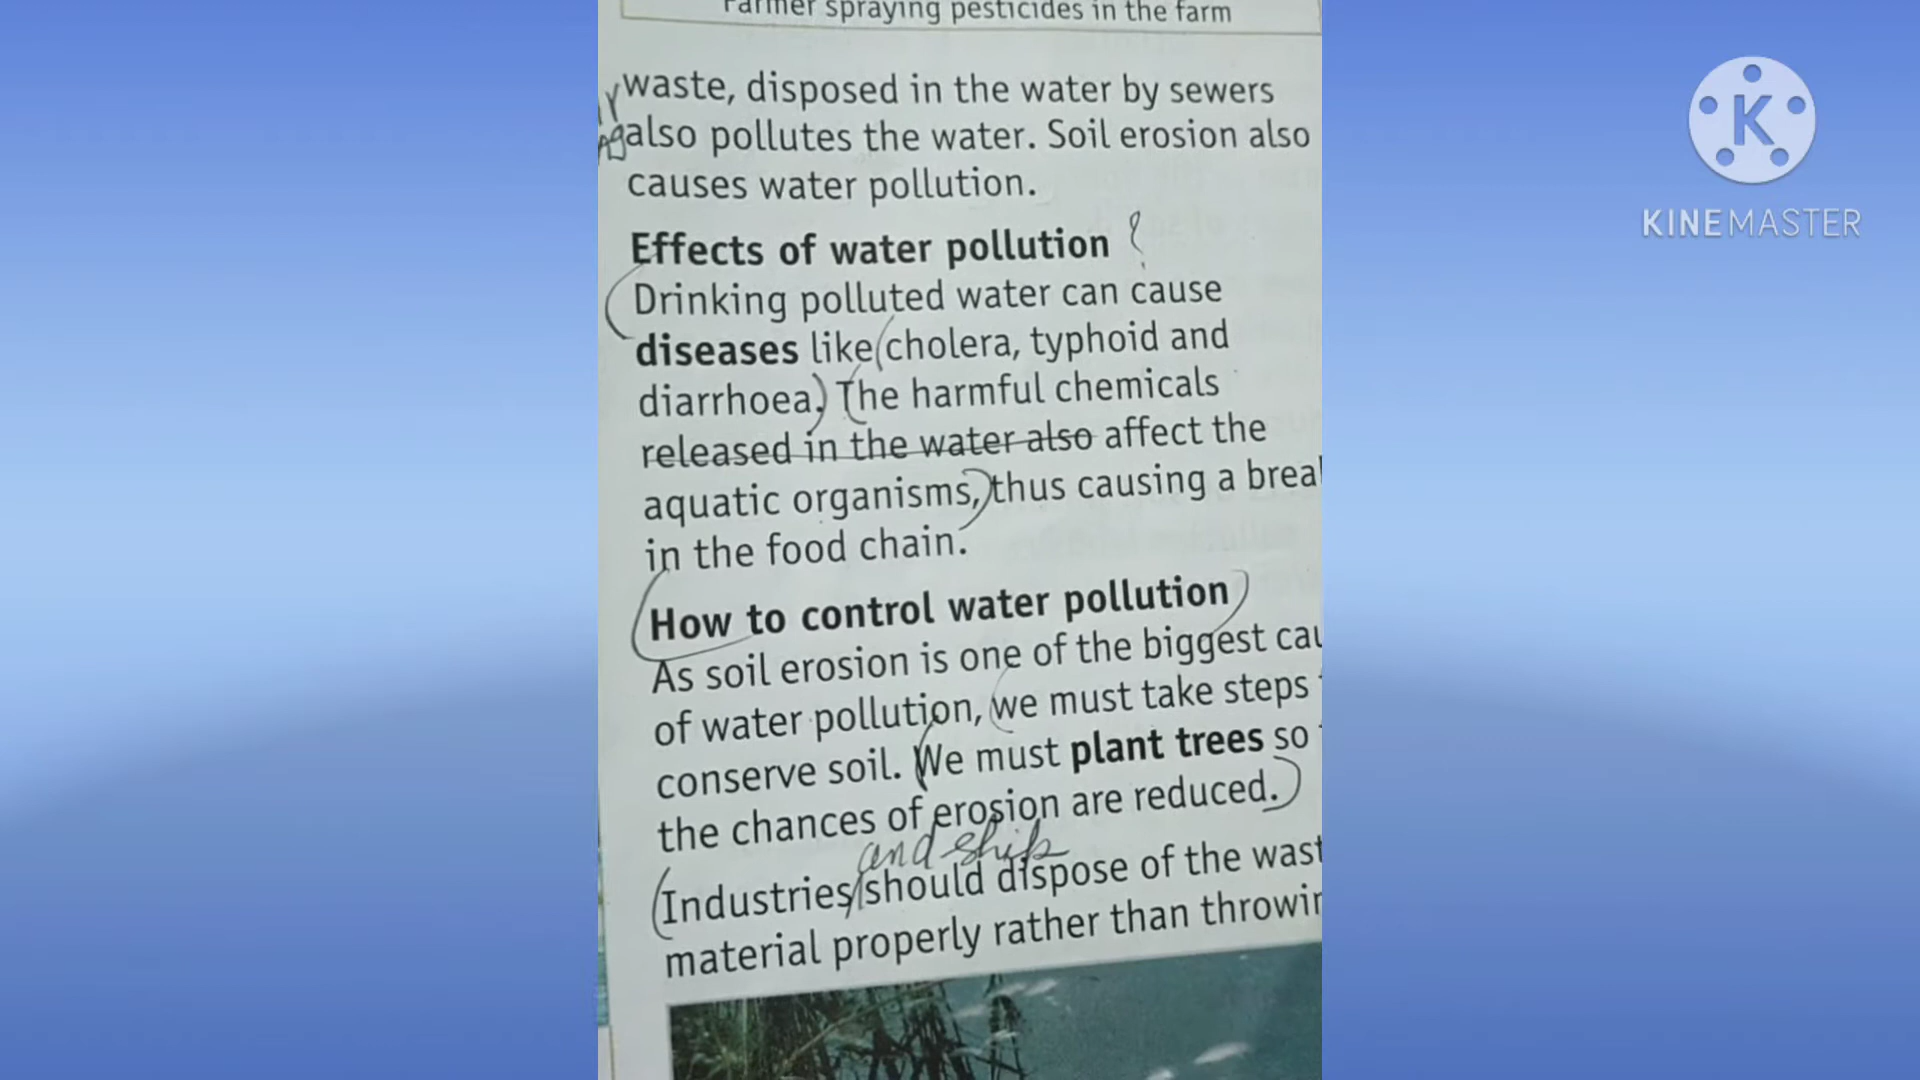 Farmer spraying pesticides in the farm
waste, disposed in the water by sewers
also pollutes the water. Soil erosion also
causes water pollution.
Effects of water pollution ?
Drinking polluted water can cause
diseases like (cholera, typhoid and
diarrhoea.) (The harmful chemicals
released in the water also affect the
aquatic organisms,) thus causing a
in the food chain.
(How to control water pollution)
As soil erosion is one of the biggest
of water pollution, (we must take steps
conserve soil. (We must plant trees so
the chances of erosion are reduced.)
and ship
(Industries/should dispose of the
material properly rather than
KINEMASTER